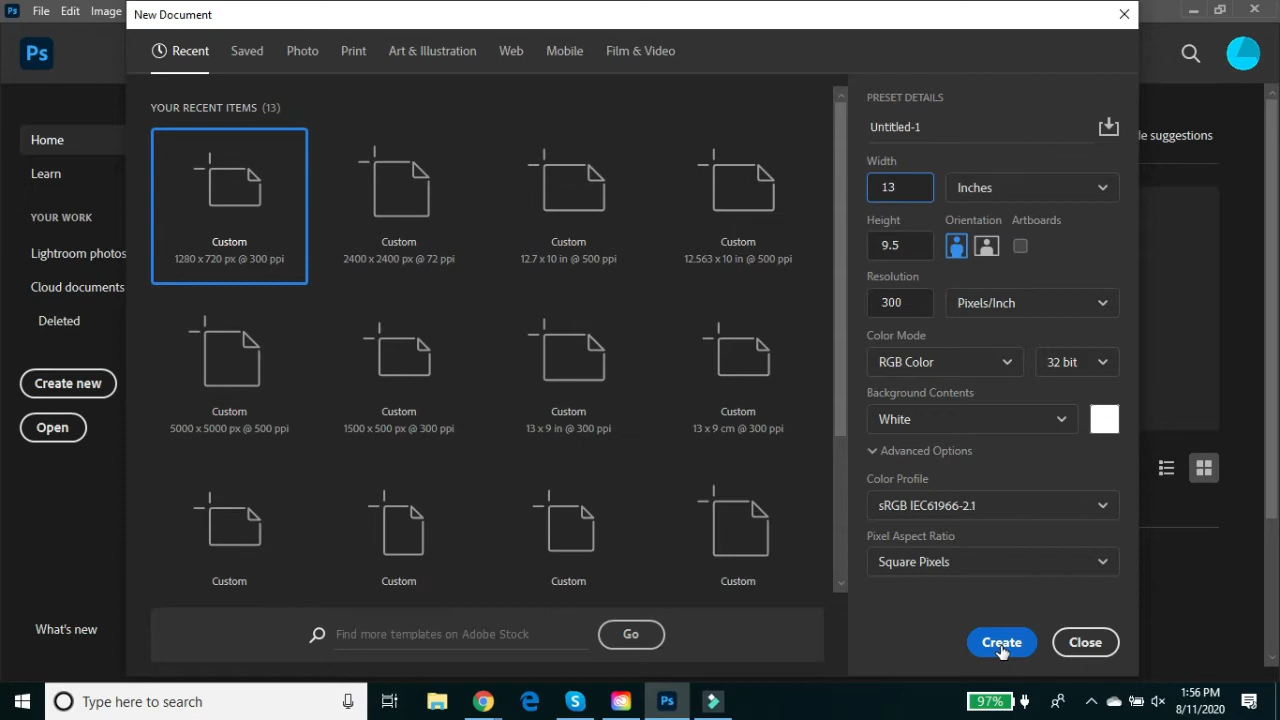 Ps File Edit Image
New Document
Ps
Recent Saved Photo Print Art & Illustration Web Mobile Film & Video
YOUR RECENT ITEMS (13)
Custom
1280 x 720 px @ 300 ppi
Custom
2400 x 2400 px @ 72 ppi
Custom
12.7 x 10 in @ 500 ppi
Custom
12.563 x 10 in @ 500 ppi
Custom
5000 x 5000 px @ 500 ppi
Custom
1500 x 500 px @ 300 ppi
Custom
13 x 9 in @ 300 ppi
Custom
13 x 9 cm @ 300 ppi
Custom
Custom
Custom
Custom
Find more templates on Adobe Stock
Go
PRESET DETAILS
Untitled-1
Width
13 Inches
Height Orientation Artboards
9.5
Resolution
300 Pixels/Inch
Color Mode
RGB Color 32 bit
Background Contents
White
Advanced Options
Color Profile
sRGB IEC61966-2.1
Pixel Aspect Ratio
Square Pixels
Create Close
Home
Learn
YOUR WORK
Lightroom photos
Cloud documents
Deleted
Create new
Open
What's new
suggestions
Type here to search
Ps
97%
1:56 PM
8/11/2020